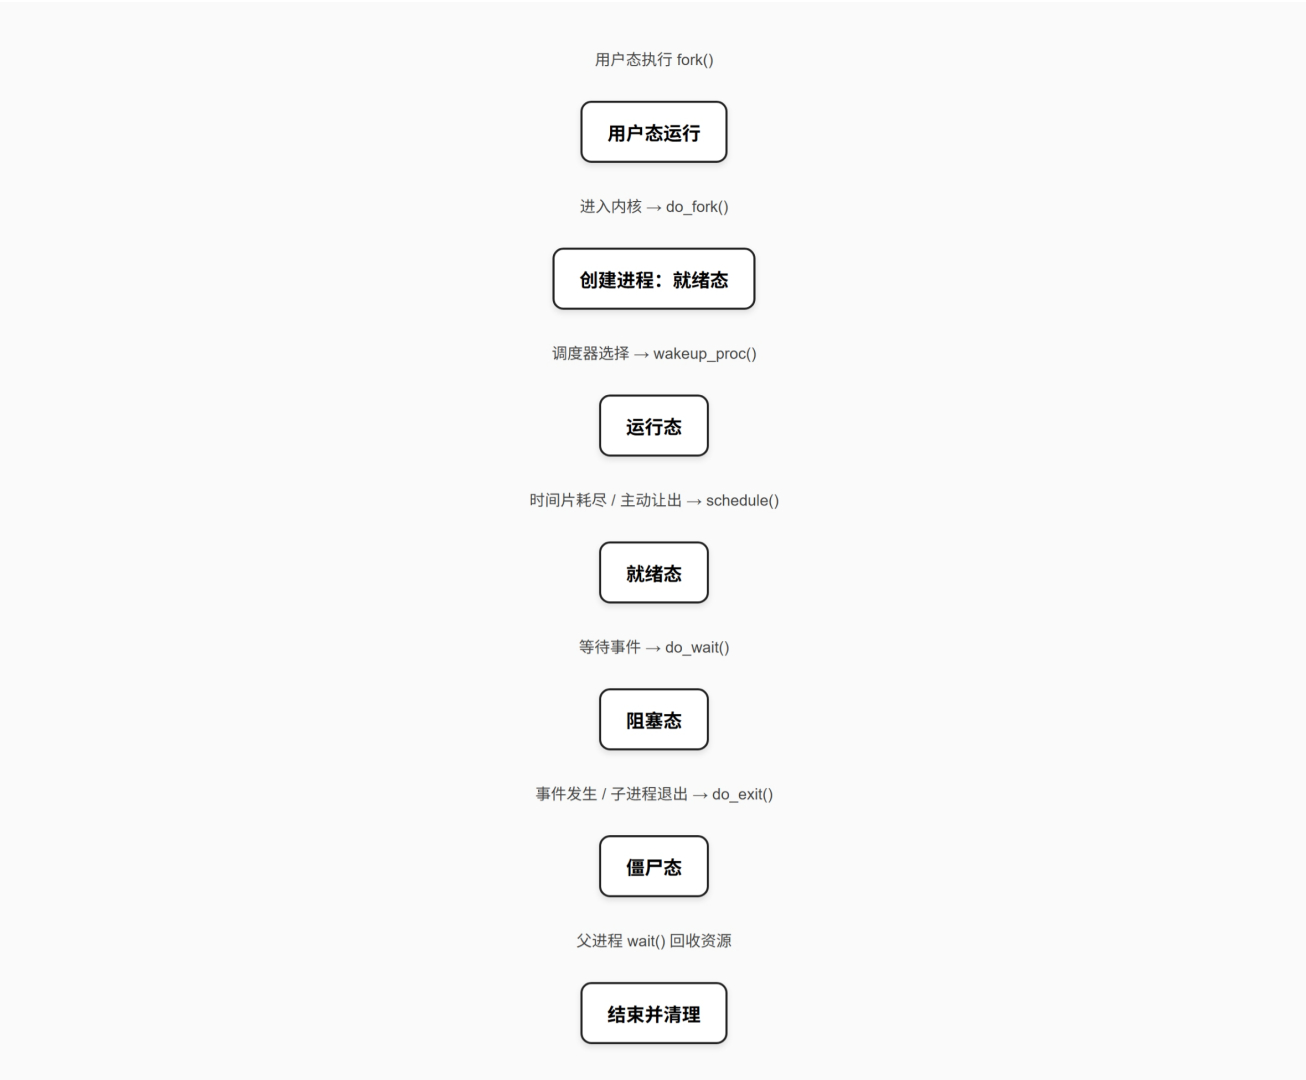 用户态执行 fork()
用户态运行
进入内核 → do_fork()
创建进程：就绪态
调度器选择 → wakeup_proc()
运行态
时间片耗尽 / 主动让出 → schedule()
就绪态
等待事件 → do_wait()
阻塞态
事件发生 / 子进程退出 → do_exit()
僵尸态
父进程 wait() 回收资源
结束并清理